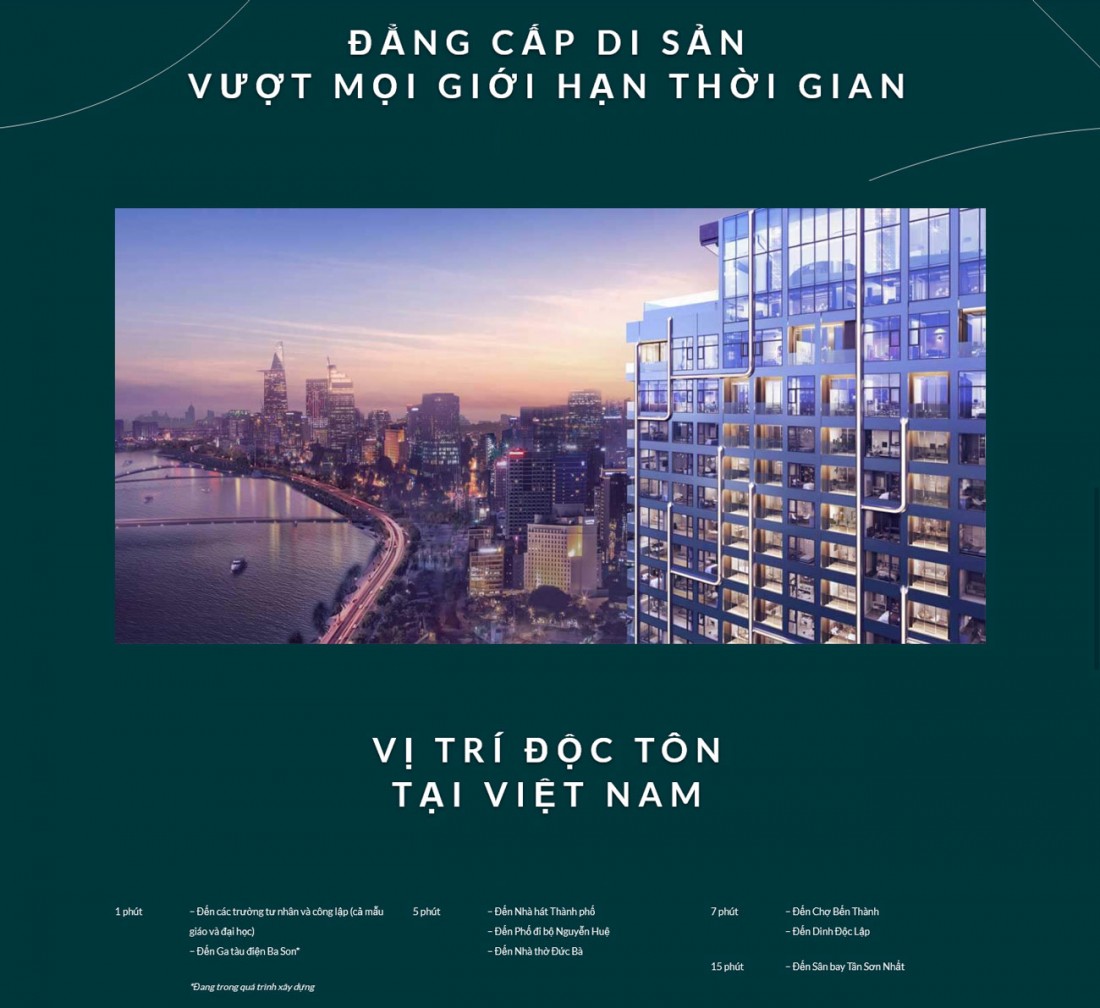 ĐẲNG CẤP DI SẢN
VƯỢT MỌI GIỚI HẠN THỜI GIAN
VỊ TRÍ ĐỘC TÔN
TẠI VIỆT NAM
1 phút
– Đến các trường tư nhân và công lập (cả mẫu
giáo và đại học)
– Đến Ga tàu điện Ba Son*
*Đang trong quá trình xây dựng
5 phút
– Đến Nhà hát Thành phố
– Đến Phố đi bộ Nguyễn Huệ
– Đến Nhà thờ Đức Bà
7 phút
– Đến Chợ Bến Thành
– Đến Dinh Độc Lập
15 phút
– Đến Sân bay Tân Sơn Nhất